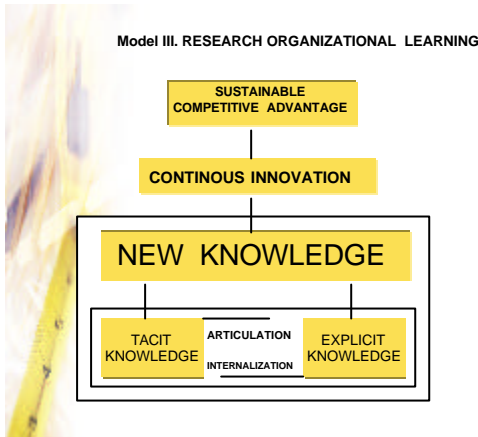 Model III. RESEARCH ORGANIZATIONAL LEARNING
SUSTAINABLE
COMPETITIVE ADVANTAGE
CONTINOUS INNOVATION
NEW KNOWLEDGE
TACIT
KNOWLEDGE
ARTICULATION
INTERNALIZATION
EXPLICIT
KNOWLEDGE